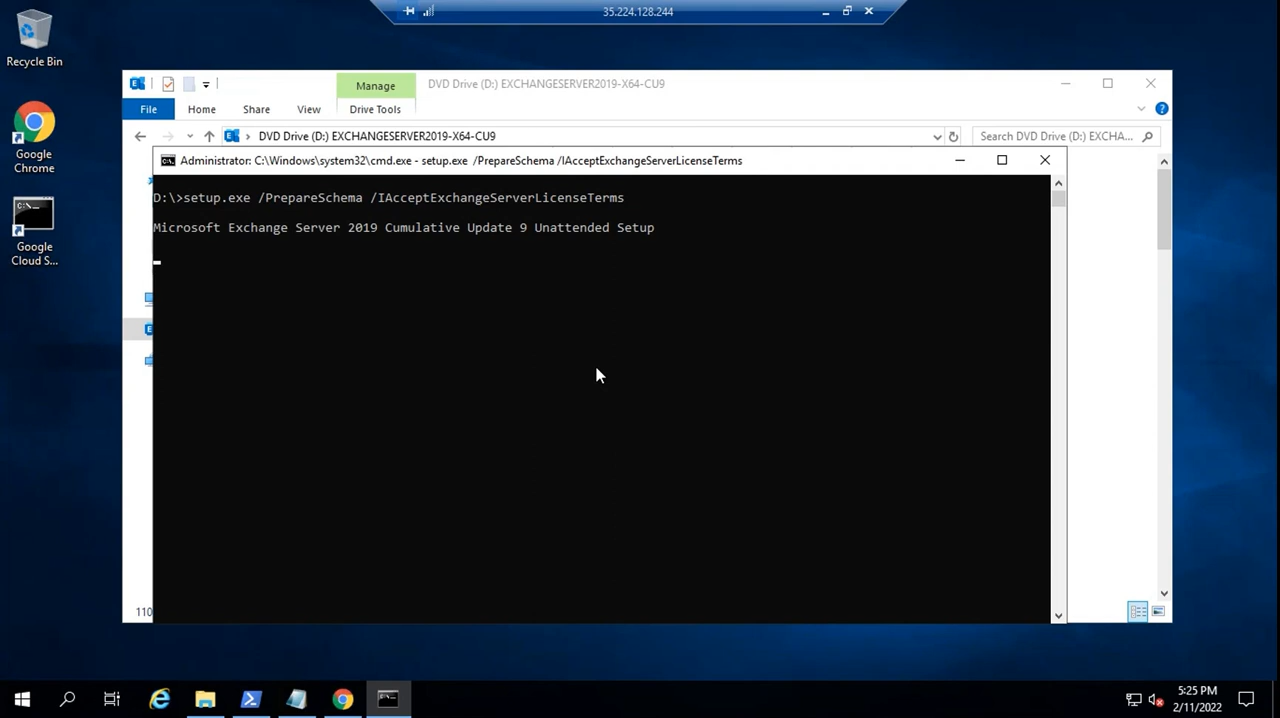 35.224.128.244
Recycle Bin
Manage
DVD Drive (D:) EXCHANGESERVER2019-X64-CU9
File
Home
Share
View
Drive Tools
DVD Drive (D:) EXCHANGESERVER2019-X64-CU9
Search DVD Drive (D:) EXCHA...
Google
Chrome
Administrator: C:\Windows\system32\cmd.exe - setup.exe /PrepareSchema /IAcceptExchangeServerLicenseTerms
D:\>setup.exe /PrepareSchema /IAcceptExchangeServerLicenseTerms
Microsoft Exchange Server 2019 Cumulative Update 9 Unattended Setup
Google
Cloud S...
110
5:25 PM
2/11/2022